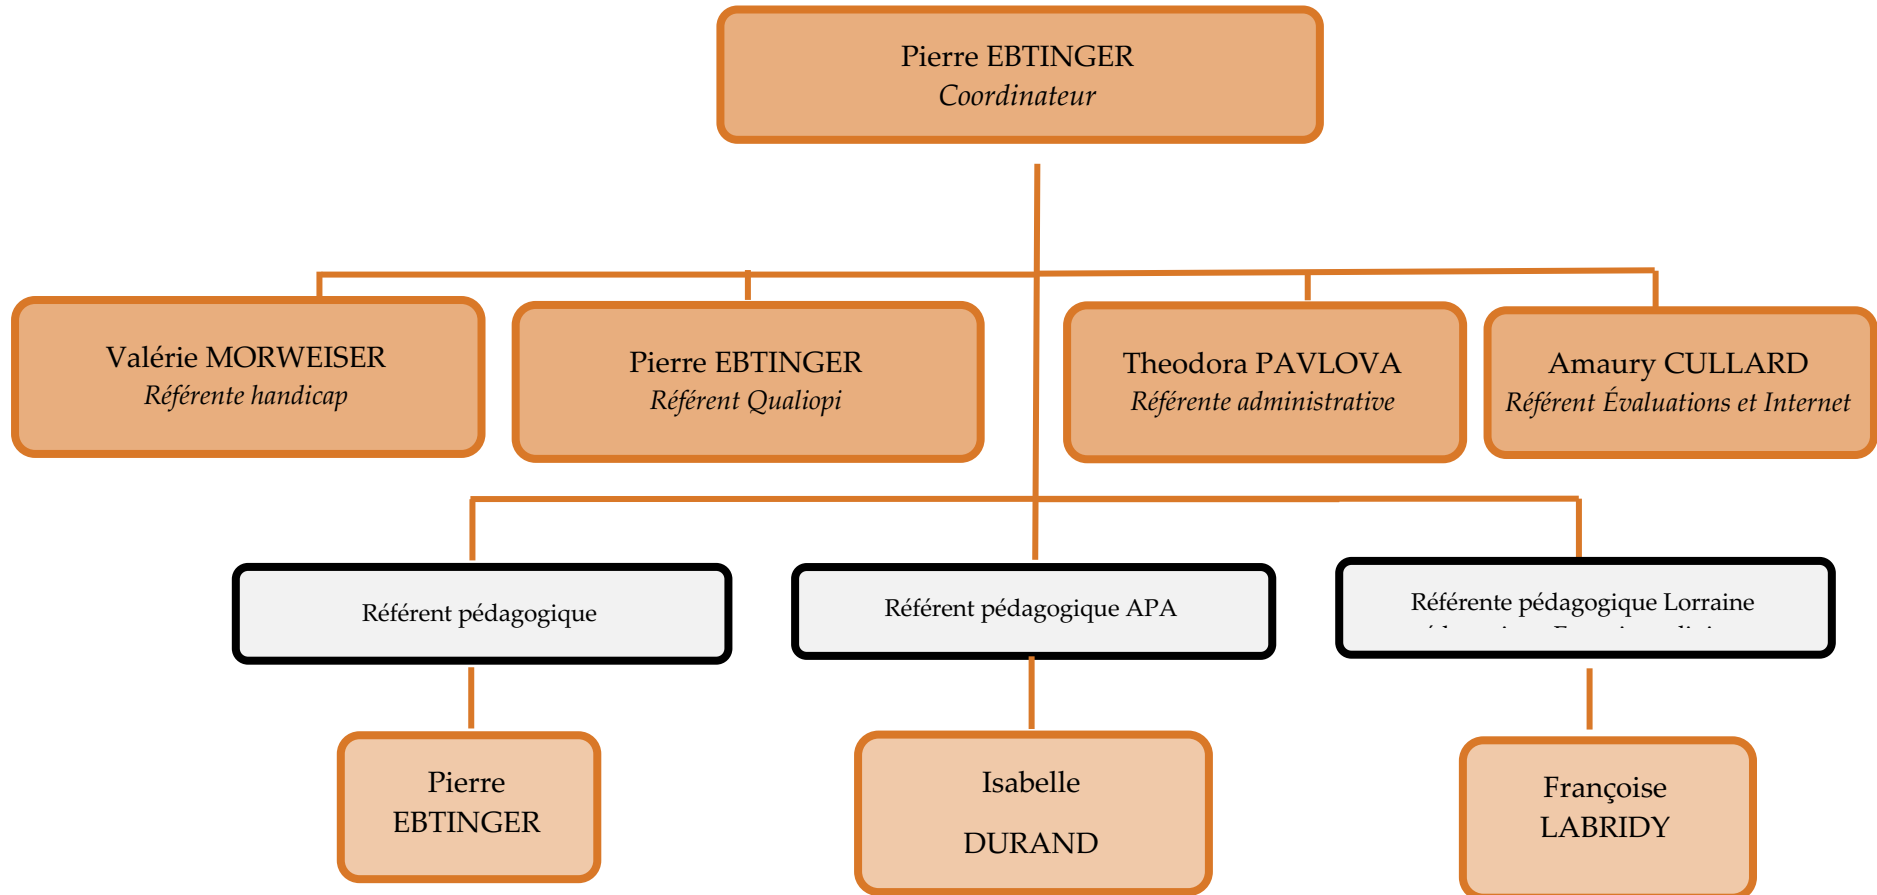 Pierre EBTINGER
Coordinateur
Valérie MORWEISER
Référente handicap
Pierre EBTINGER
Référent Qualiopi
Theodora PAVLOVA
Référente administrative
Amaury CULLARD
Référent Évaluations et Internet
Référent pédagogique
Référent pédagogique APA
Référente pédagogique Lorraine
Pierre
EBTINGER
Isabelle
DURAND
Françoise
LABRIDY